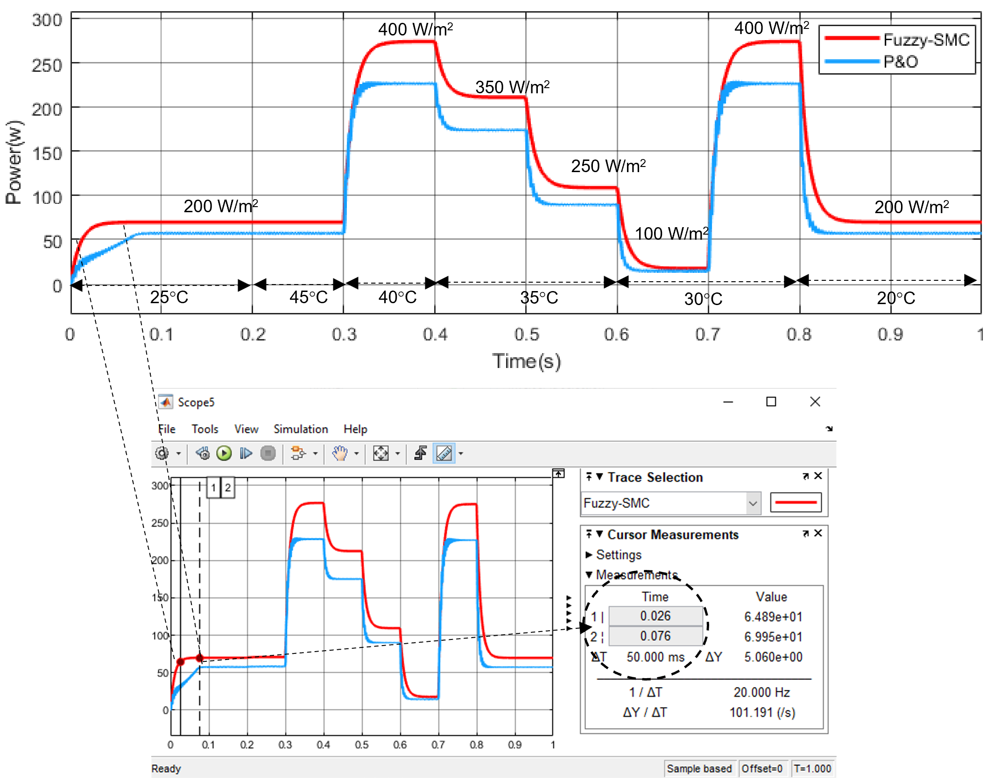 300
250
200
150
100
50
0
Power(w)
400 W/m²
350 W/m²
250 W/m²
200 W/m²
100 W/m²
400 W/m²
200 W/m²
Fuzzy-SMC
P&O
25°C 45°C 40°C 35°C 30°C 20°C
0 0.1 0.2 0.3 0.4 0.5 0.6 0.7 0.8 0.9 1
Time(s)
Scope5
File Tools View Simulation Help
1 2
300
250
200
150
100
50
0
0 0.1 0.2 0.3 0.4 0.5 0.6 0.7 0.8 0.9 1
Trace Selection
Fuzzy-SMC
Cursor Measurements
Settings
Measurements
Time Value
1 | 0.026 6.489e+01
2 ¦ 0.076 6.995e+01
ΔT 50.000 ms ΔY 5.060e+00
1 / ΔT 20.000 Hz
ΔY / ΔT 101.191 (/s)
Ready Sample based Offset=0 T=1.000